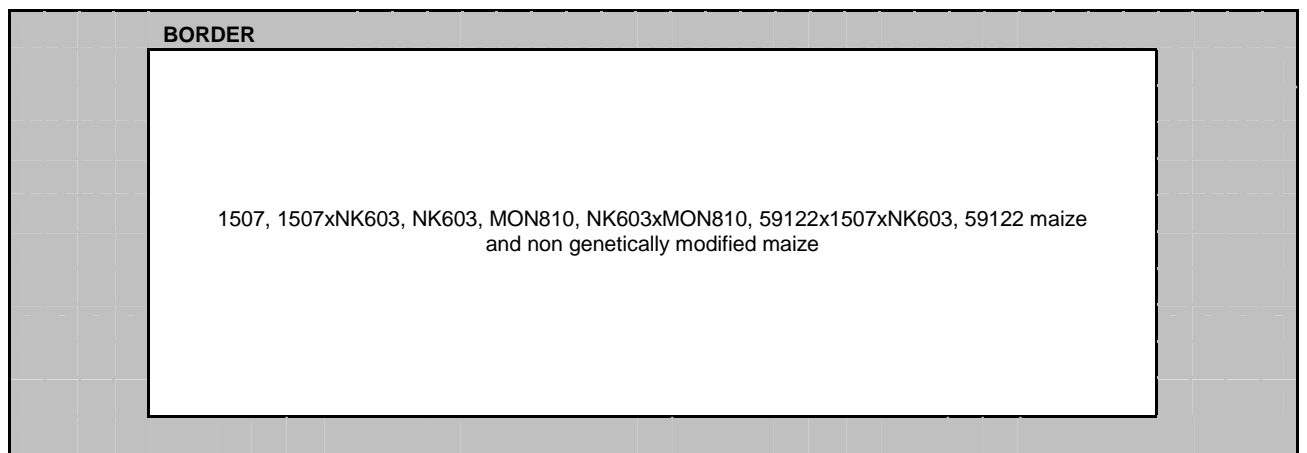 BORDER
1507, 1507xNK603, NK603, MON810, NK603xMON810, 59122x1507xNK603, 59122 maize
and non genetically modified maize